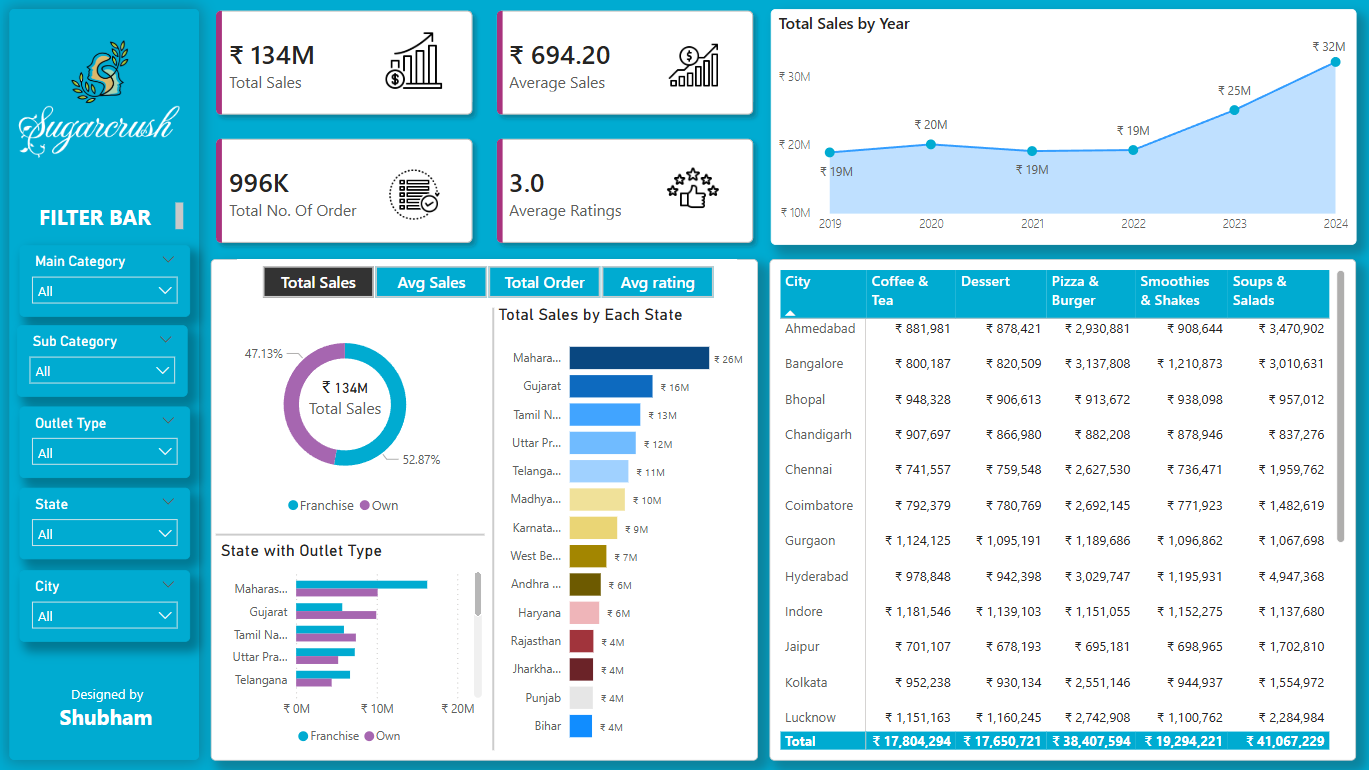 Sugarcrush
FILTER BAR
Main Category
All
Sub Category
All
Outlet Type
All
State
All
City
All
Designed by
Shubham
₹ 134M
Total Sales
₹ 694.20
Average Sales
996K
Total No. Of Order
3.0
Average Ratings
Total Sales by Year
₹ 30M
₹ 20M
₹ 10M
₹ 19M
₹ 20M
₹ 19M
₹ 19M
₹ 25M
₹ 32M
2019 2020 2021 2022 2023 2024
Total Sales Avg Sales Total Order Avg rating
47.13%
₹ 134M
Total Sales
52.87%
Franchise Own
State with Outlet Type
Maharas...
Gujarat
Tamil Na...
Uttar Pra...
Telangana
₹ 0M ₹ 10M ₹ 20M
Franchise Own
Total Sales by Each State
Mahara... ₹ 26M
Gujarat ₹ 16M
Tamil N... ₹ 13M
Uttar Pr... ₹ 12M
Telanga... ₹ 11M
Madhya... ₹ 10M
Karnata... ₹ 9M
West Be... ₹ 7M
Andhra ... ₹ 6M
Haryana ₹ 6M
Rajasthan ₹ 4M
Jharkha... ₹ 4M
Punjab ₹ 4M
Bihar ₹ 4M
City Coffee & Dessert Pizza & Smoothies Soups &
Tea Burger & Shakes Salads
Ahmedabad ₹ 881,981 ₹ 878,421 ₹ 2,930,881 ₹ 908,644 ₹ 3,470,902
Bangalore ₹ 800,187 ₹ 820,509 ₹ 3,137,808 ₹ 1,210,873 ₹ 3,010,631
Bhopal ₹ 948,328 ₹ 906,613 ₹ 913,672 ₹ 938,098 ₹ 957,012
Chandigarh ₹ 907,697 ₹ 866,980 ₹ 882,208 ₹ 878,946 ₹ 837,276
Chennai ₹ 741,557 ₹ 759,548 ₹ 2,627,530 ₹ 736,471 ₹ 1,959,762
Coimbatore ₹ 792,379 ₹ 780,769 ₹ 2,692,145 ₹ 771,923 ₹ 1,482,619
Gurgaon ₹ 1,124,125 ₹ 1,095,191 ₹ 1,189,686 ₹ 1,096,862 ₹ 1,067,698
Hyderabad ₹ 978,848 ₹ 942,398 ₹ 3,029,747 ₹ 1,195,931 ₹ 4,947,368
Indore ₹ 1,181,546 ₹ 1,139,103 ₹ 1,151,055 ₹ 1,152,275 ₹ 1,137,680
Jaipur ₹ 701,107 ₹ 678,193 ₹ 695,181 ₹ 698,965 ₹ 1,702,810
Kolkata ₹ 952,238 ₹ 930,134 ₹ 2,551,146 ₹ 944,937 ₹ 1,554,972
Lucknow ₹ 1,151,163 ₹ 1,160,245 ₹ 2,742,908 ₹ 1,100,762 ₹ 2,284,984
Total ₹ 17,804,294 ₹ 17,650,721 ₹ 38,407,594 ₹ 19,294,221 ₹ 41,067,229